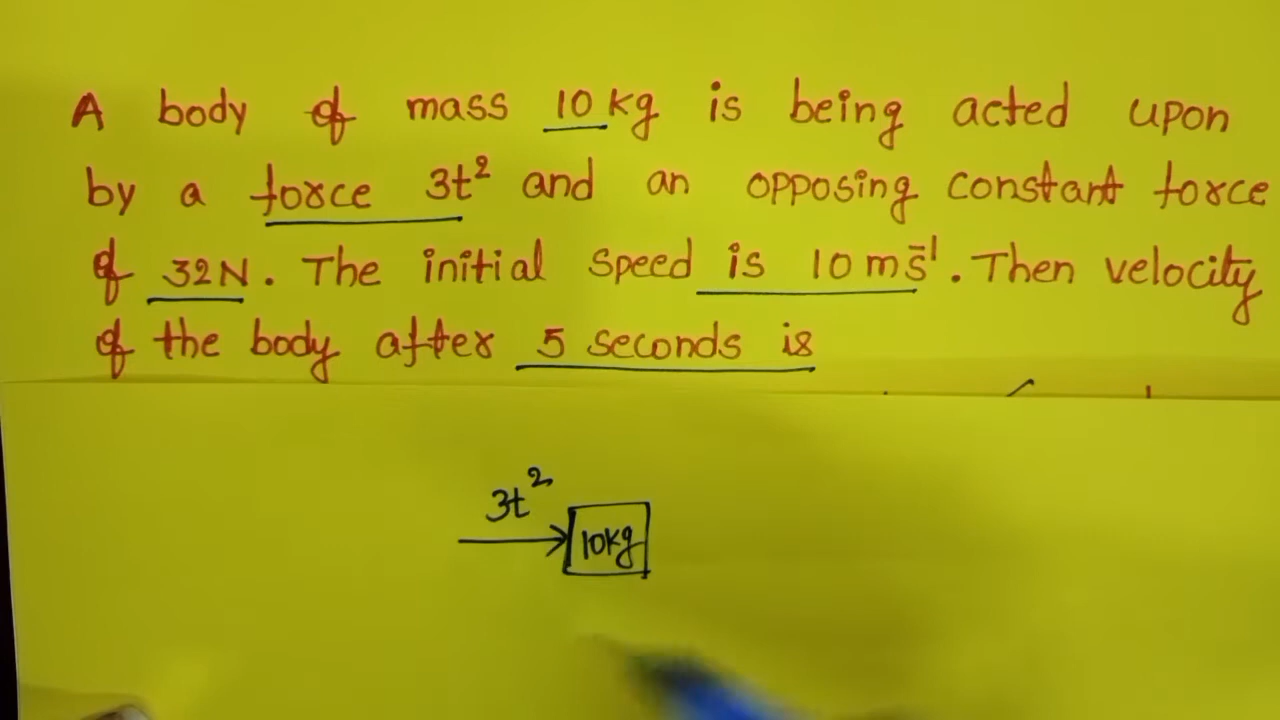 A body of mass 10 kg is being acted upon
by a force 3t² and an opposing constant force
of 32N. The initial speed is 10 ms⁻¹. Then velocity
of the body after 5 seconds is
3t²
10kg